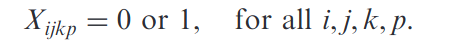 X_{ijkp} = 0 or 1, for all i, j, k, p.